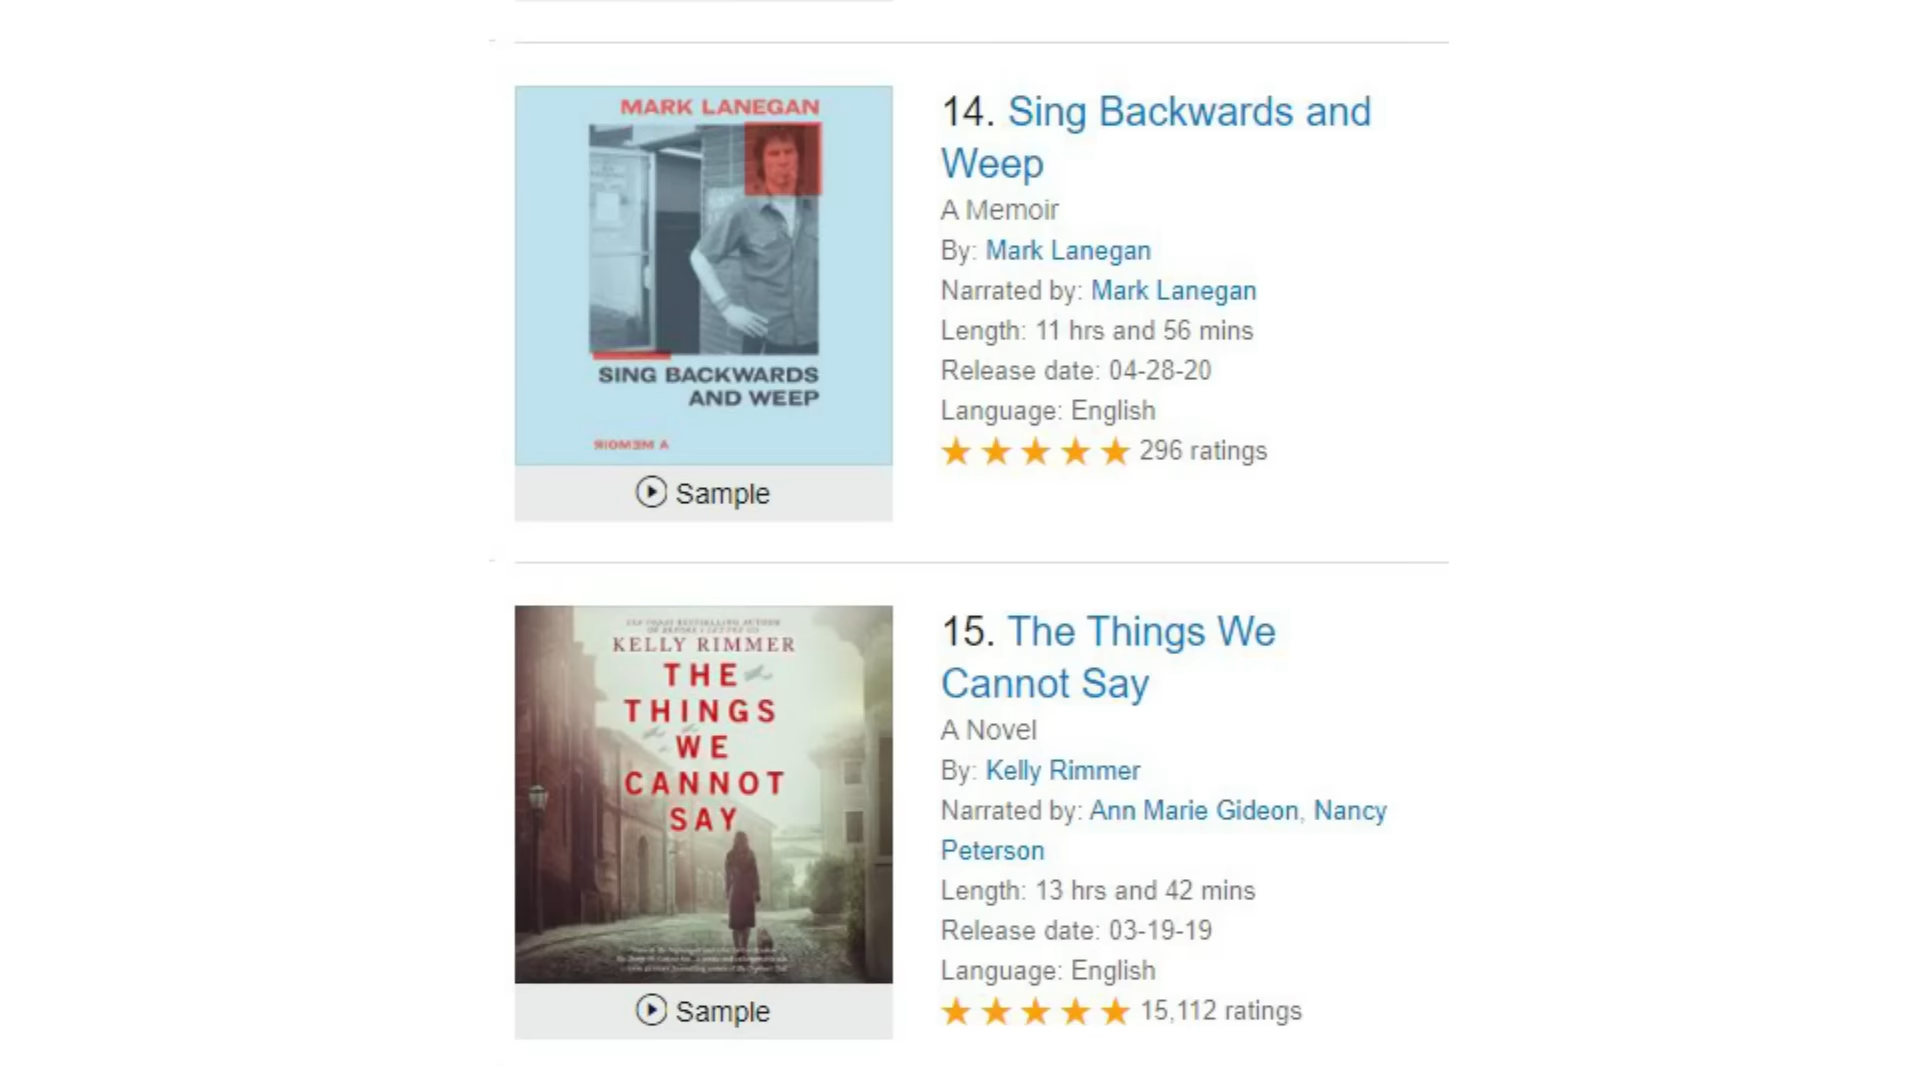 MARK LANEGAN
SING BACKWARDS
AND WEEP
A MEMOIR
Sample
14. Sing Backwards and
Weep
A Memoir
By: Mark Lanegan
Narrated by: Mark Lanegan
Length: 11 hrs and 56 mins
Release date: 04-28-20
Language: English
296 ratings
KELLY RIMMER
THE
THINGS
WE
CANNOT
SAY
Sample
15. The Things We
Cannot Say
A Novel
By: Kelly Rimmer
Narrated by: Ann Marie Gideon, Nancy
Peterson
Length: 13 hrs and 42 mins
Release date: 03-19-19
Language: English
15,112 ratings